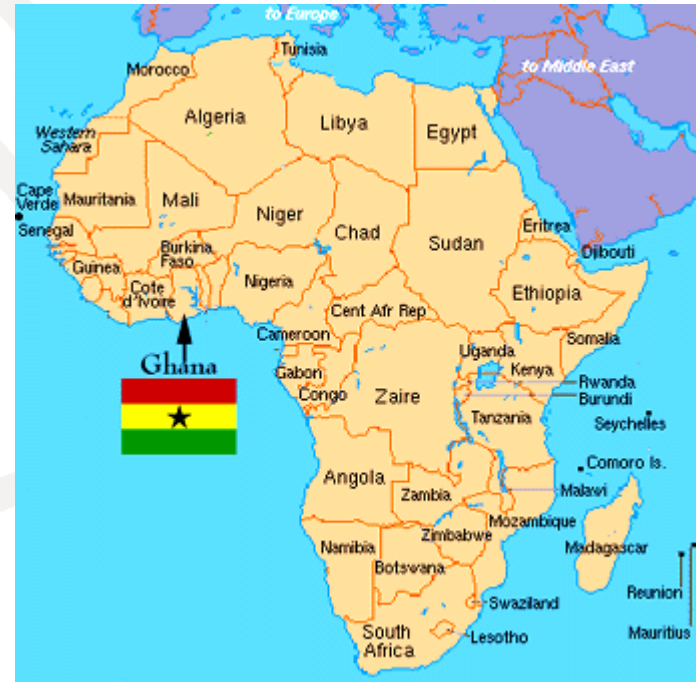 to Europe
Tunisia
Morocco
to Middle East
Algeria
Libya
Egypt
Western
Sahara
Cape
Verde
Mauritania
Mali
Niger
Chad
Sudan
Eritrea
Senegal
Djibouti
Burkina
Faso
Guinea
Nigeria
Cote
d'Ivoire
Ethiopia
Cent Afr Rep
Cameroon
Somalia
Uganda
Ghana
Gabon
Kenya
Congo
Zaire
Rwanda
Burundi
Tanzania
Seychelles
Comoro Is.
Angola
Malawi
Zambia
Mozambique
Zimbabwe
Namibia
Madagascar
Botswana
Reunion
Swaziland
South
Africa
Lesotho
Mauritius